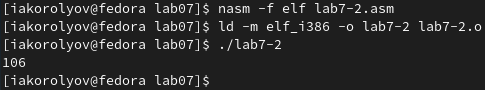 [iakorolyov@fedora lab07]$ nasm -f elf lab7-2.asm
[iakorolyov@fedora lab07]$ ld -m elf_i386 -o lab7-2 lab7-2.o
[iakorolyov@fedora lab07]$ ./lab7-2
106
[iakorolyov@fedora lab07]$